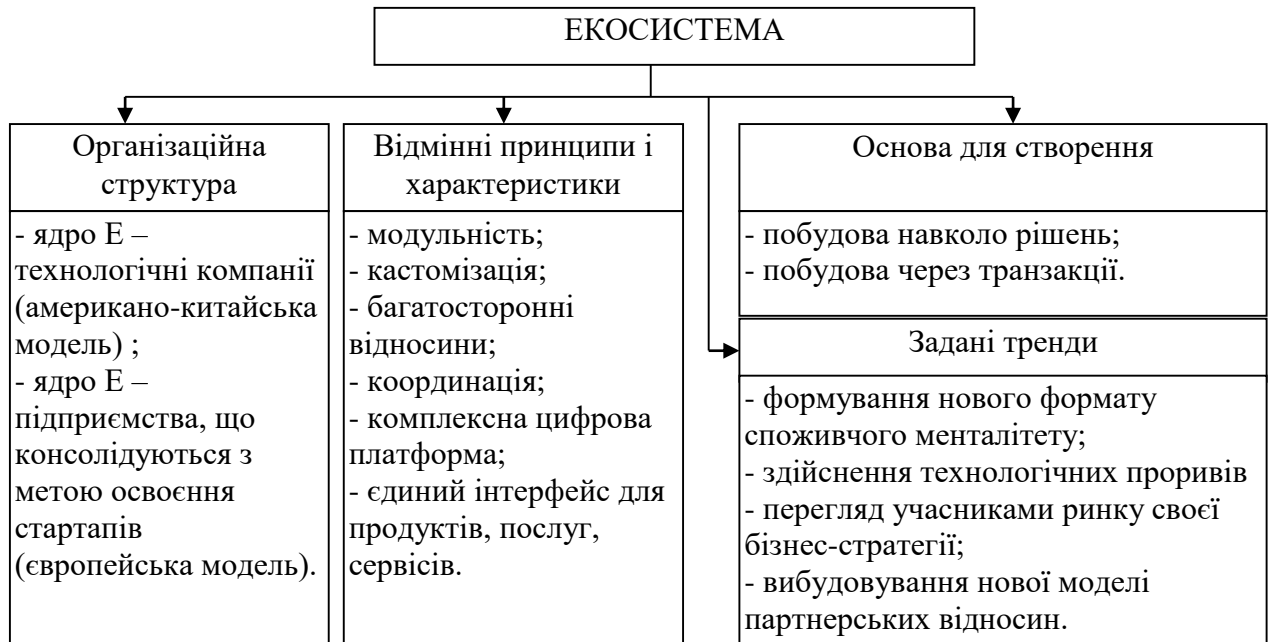 ЕКОСИСТЕМА
Організаційна
структура
- ядро Е –
технологічні компанії
(американо-китайська
модель) ;
- ядро Е –
підприємства, що
консолідуються з
метою освоєння
стартапів
(європейська модель).
Відмінні принципи і
характеристики
- модульність;
- кастомізація;
- багатосторонні
відносини;
- координація;
- комплексна цифрова
платформа;
- єдиний інтерфейс для
продуктів, послуг,
сервісів.
Основа для створення
- побудова навколо рішень;
- побудова через транзакції.
Задані тренди
- формування нового формату
споживчого менталітету;
- здійснення технологічних проривів
- перегляд учасниками ринку своєї
бізнес-стратегії;
- вибудовування нової моделі
партнерських відносин.